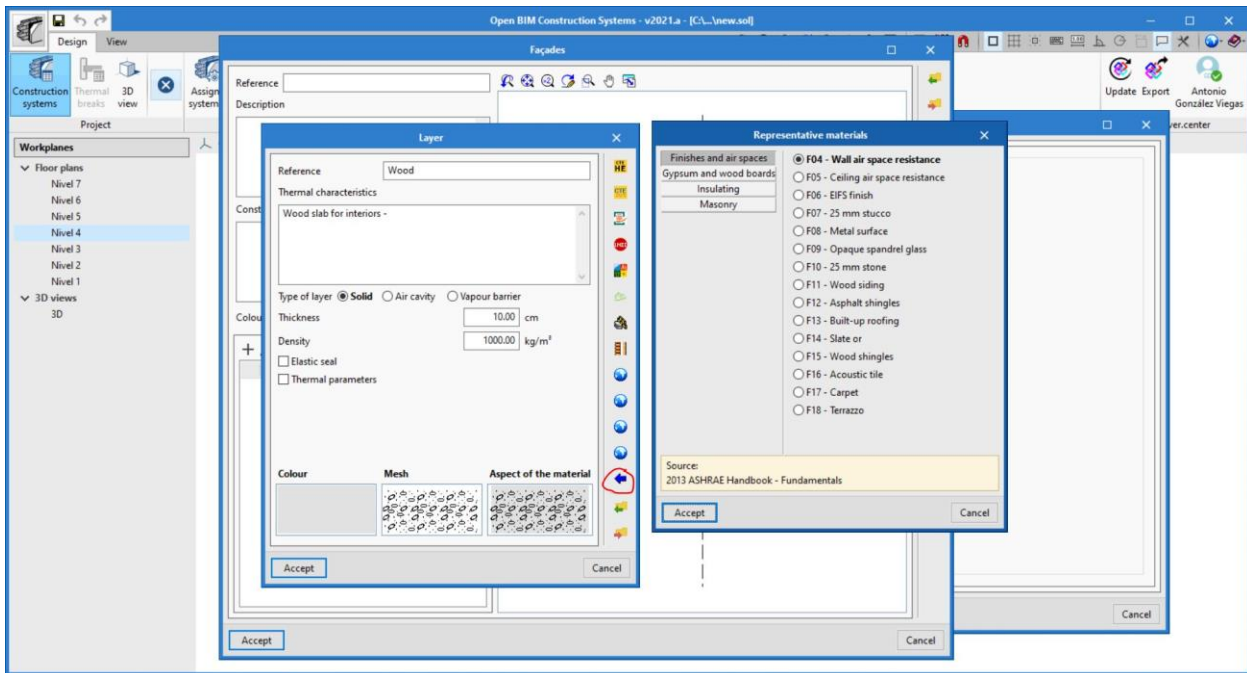 Open BIM Construction Systems - v2021.a - [C:\...\new.sol]
Design View
Construction systems
Thermal breaks
3D view
Assign
system
Project
Update Export
Antonio González Viegas
ver.center
Workplanes
Floor plans
Nivel 7
Nivel 6
Nivel 5
Nivel 4
Nivel 3
Nivel 2
Nivel 1
3D views
3D
Façades
Reference
Description
Const
Colou
Accept
Cancel
Layer
Reference Wood
Thermal characteristics
Wood slab for interiors -
Type of layer Solid Air cavity Vapour barrier
Thickness 10.00 cm
Density 1000.00 kg/m³
Elastic seal
Thermal parameters
Colour Mesh Aspect of the material
Accept Cancel
HE
CTE
Representative materials
Finishes and air spaces
Gypsum and wood boards
Insulating
Masonry
F04 - Wall air space resistance
F05 - Ceiling air space resistance
F06 - EIFS finish
F07 - 25 mm stucco
F08 - Metal surface
F09 - Opaque spandrel glass
F10 - 25 mm stone
F11 - Wood siding
F12 - Asphalt shingles
F13 - Built-up roofing
F14 - Slate or
F15 - Wood shingles
F16 - Acoustic tile
F17 - Carpet
F18 - Terrazzo
Source:
2013 ASHRAE Handbook - Fundamentals
Accept Cancel
Cancel